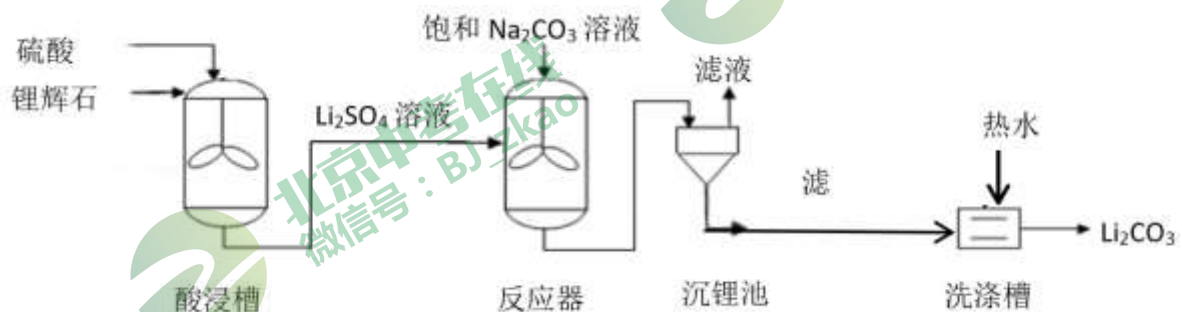 饱和 Na₂CO₃ 溶液
硫酸
滤液
锂辉石
Li₂SO₄ 溶液
热水
滤
Li₂CO₃
酸浸槽
反应器
沉锂池
洗涤槽
北京中考在线
微信号：BJ_zkao